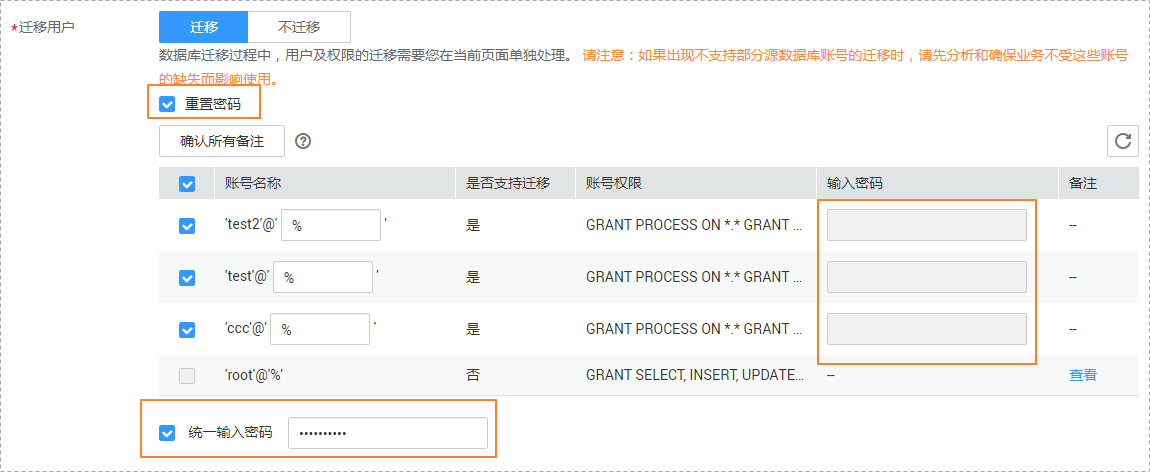 *迁移用户
迁移 不迁移
数据库迁移过程中，用户及权限的迁移需要您在当前页面单独处理。 请注意：如果出现不支持部分源数据库账号的迁移时，请先分析和确保业务不受这些账号
的缺失而影响使用。
重置密码
确认所有备注 ?
账号名称 是否支持迁移 账号权限 输入密码 备注
'test2'@' % ' 是 GRANT PROCESS ON *.* GRANT ... --
'test'@' % ' 是 GRANT PROCESS ON *.* GRANT ... --
'ccc'@' % ' 是 GRANT PROCESS ON *.* GRANT ... --
'root'@'%' 否 GRANT SELECT, INSERT, UPDATE... -- 查看
统一输入密码 ••••••••••